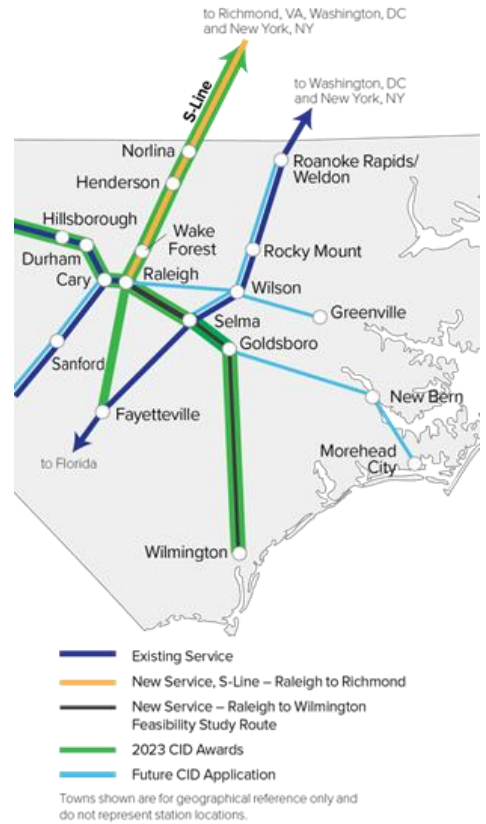 to Richmond, VA, Washington, DC
and New York, NY
S-Line
to Washington, DC
and New York, NY
Norlina
Roanoke Rapids/
Weldon
Henderson
Hillsborough
Wake
Forest
Rocky Mount
Durham
Cary
Raleigh
Wilson
Greenville
Selma
Goldsboro
Sanford
New Bern
Fayetteville
Morehead
City
to Florida
Wilmington
Existing Service
New Service, S-Line – Raleigh to Richmond
New Service – Raleigh to Wilmington
Feasibility Study Route
2023 CID Awards
Future CID Application
Towns shown are for geographical reference only and
do not represent station locations.